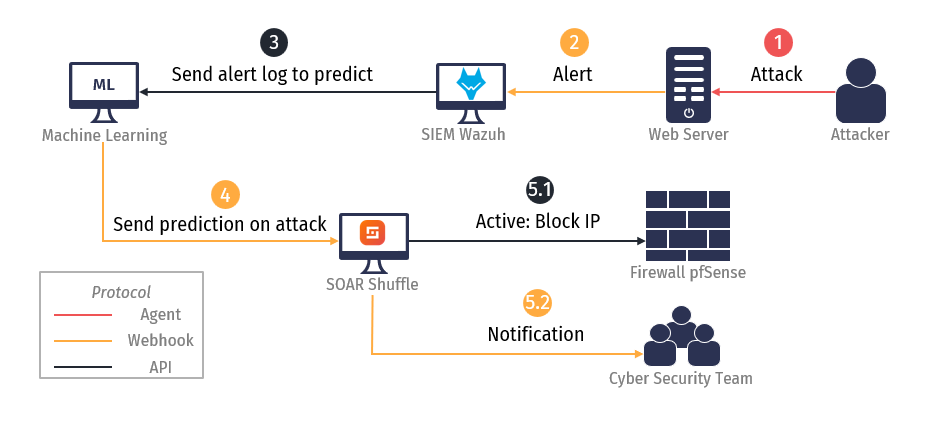 3
2
1
Send alert log to predict
Alert
Attack
ML
Machine Learning
SIEM Wazuh
Web Server
Attacker
4
5.1
Send prediction on attack
Active: Block IP
SOAR Shuffle
Firewall pfSense
5.2
Notification
Cyber Security Team
Protocol
Agent
Webhook
API